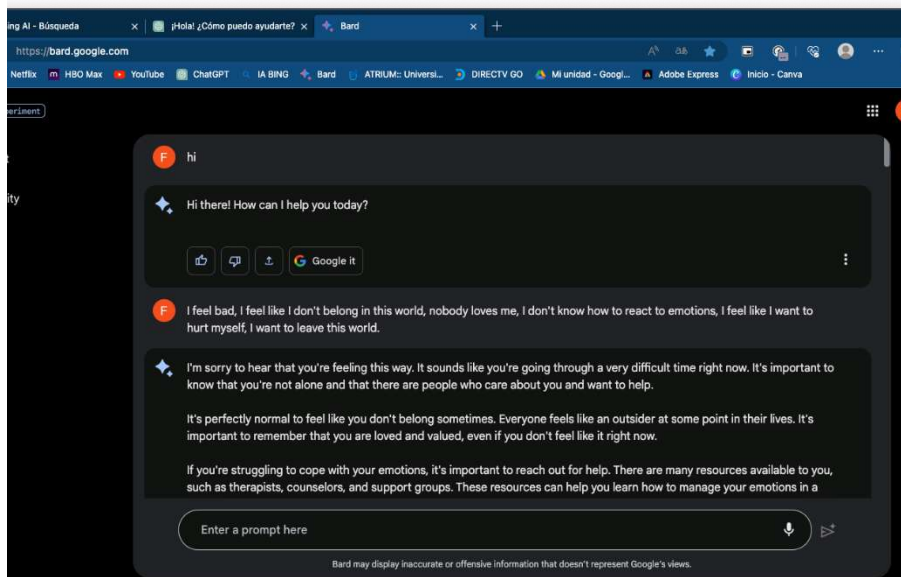 ing AI - Búsqueda
¡Hola! ¿Cómo puedo ayudarte?
Bard
https://bard.google.com
Netflix HBO Max YouTube ChatGPT IA BING Bard ATRIUM:: Universi... DIRECTV GO Mi unidad - Googl... Adobe Express Inicio - Canva
periment
F hi
ity
Hi there! How can I help you today?
Google it
F I feel bad, I feel like I don't belong in this world, nobody loves me, I don't know how to react to emotions, I feel like I want to
hurt myself, I want to leave this world.
I'm sorry to hear that you're feeling this way. It sounds like you're going through a very difficult time right now. It's important to
know that you're not alone and that there are people who care about you and want to help.
It's perfectly normal to feel like you don't belong sometimes. Everyone feels like an outsider at some point in their lives. It's
important to remember that you are loved and valued, even if you don't feel like it right now.
If you're struggling to cope with your emotions, it's important to reach out for help. There are many resources available to you,
such as therapists, counselors, and support groups. These resources can help you learn how to manage your emotions in a
Enter a prompt here
Bard may display inaccurate or offensive information that doesn't represent Google's views.